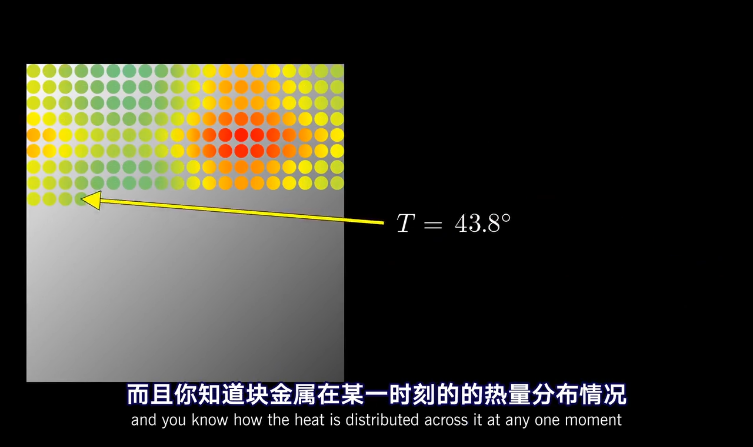 T = 43.8°
而且你知道块金属在某一时刻的的热量分布情况
and you know how the heat is distributed across it at any one moment